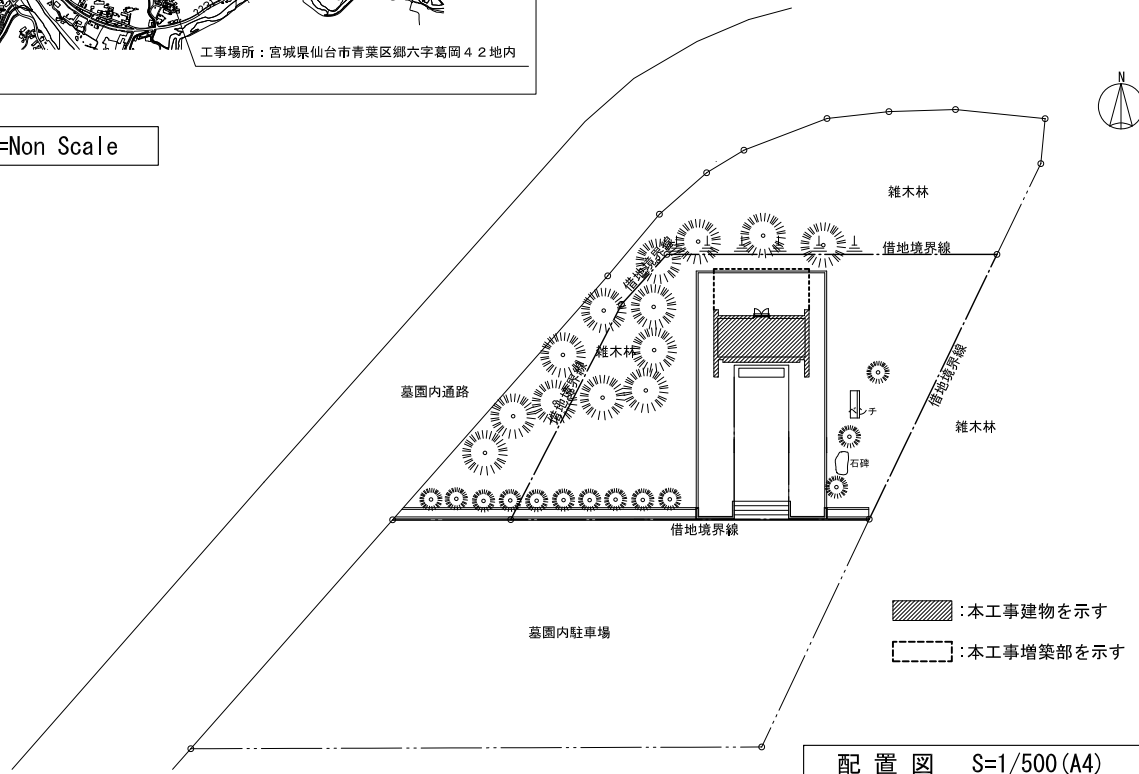 工事場所：宮城県仙台市青葉区郷六字葛岡４２地内
=Non Scale
N
雑木林
借地境界線
借地境界線
雑木林
借地境界線
墓園内通路
借地境界線
ベンチ
雑木林
石碑
借地境界線
:本工事建物を示す
墓園内駐車場
:本工事増築部を示す
配置図 S=1/500(A4)